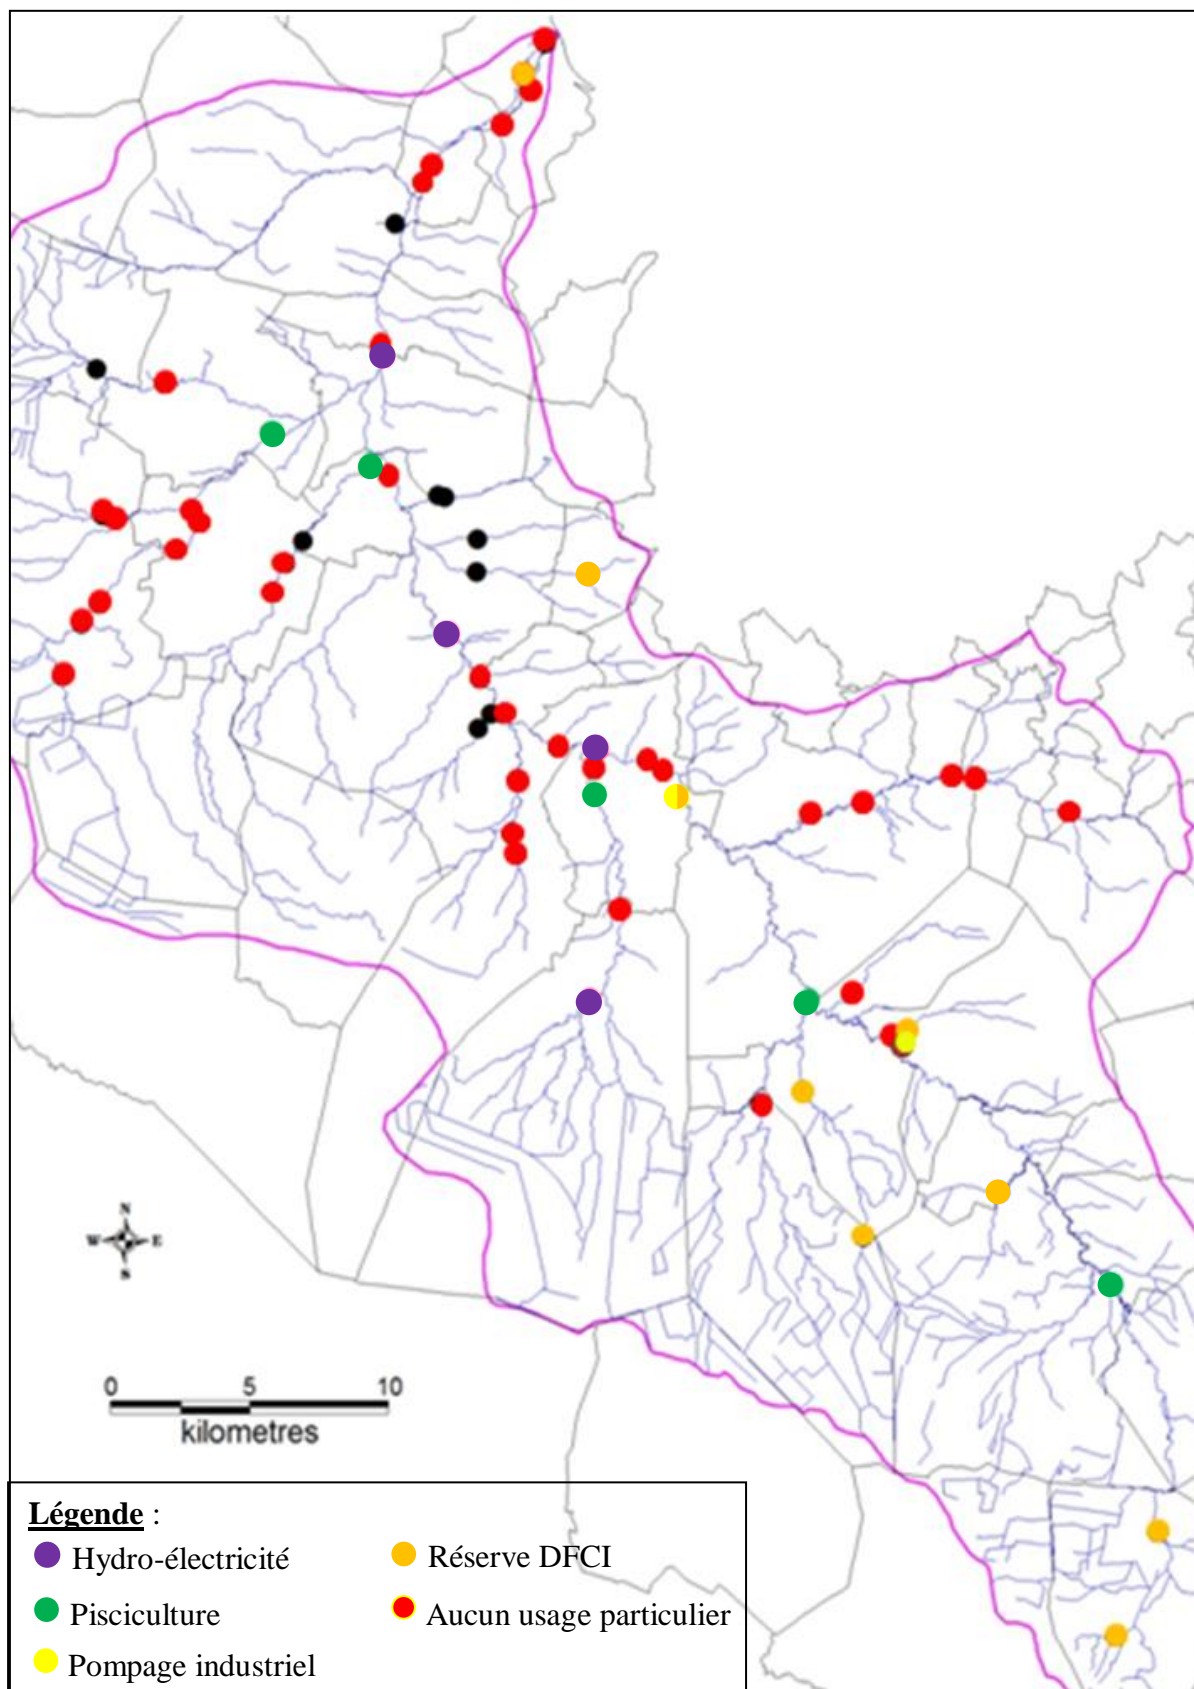 N
W E
S
0 5 10
kilometres
Légende :
Hydro-électricité
Réserve DFCI
Pisciculture
Aucun usage particulier
Pompage industriel